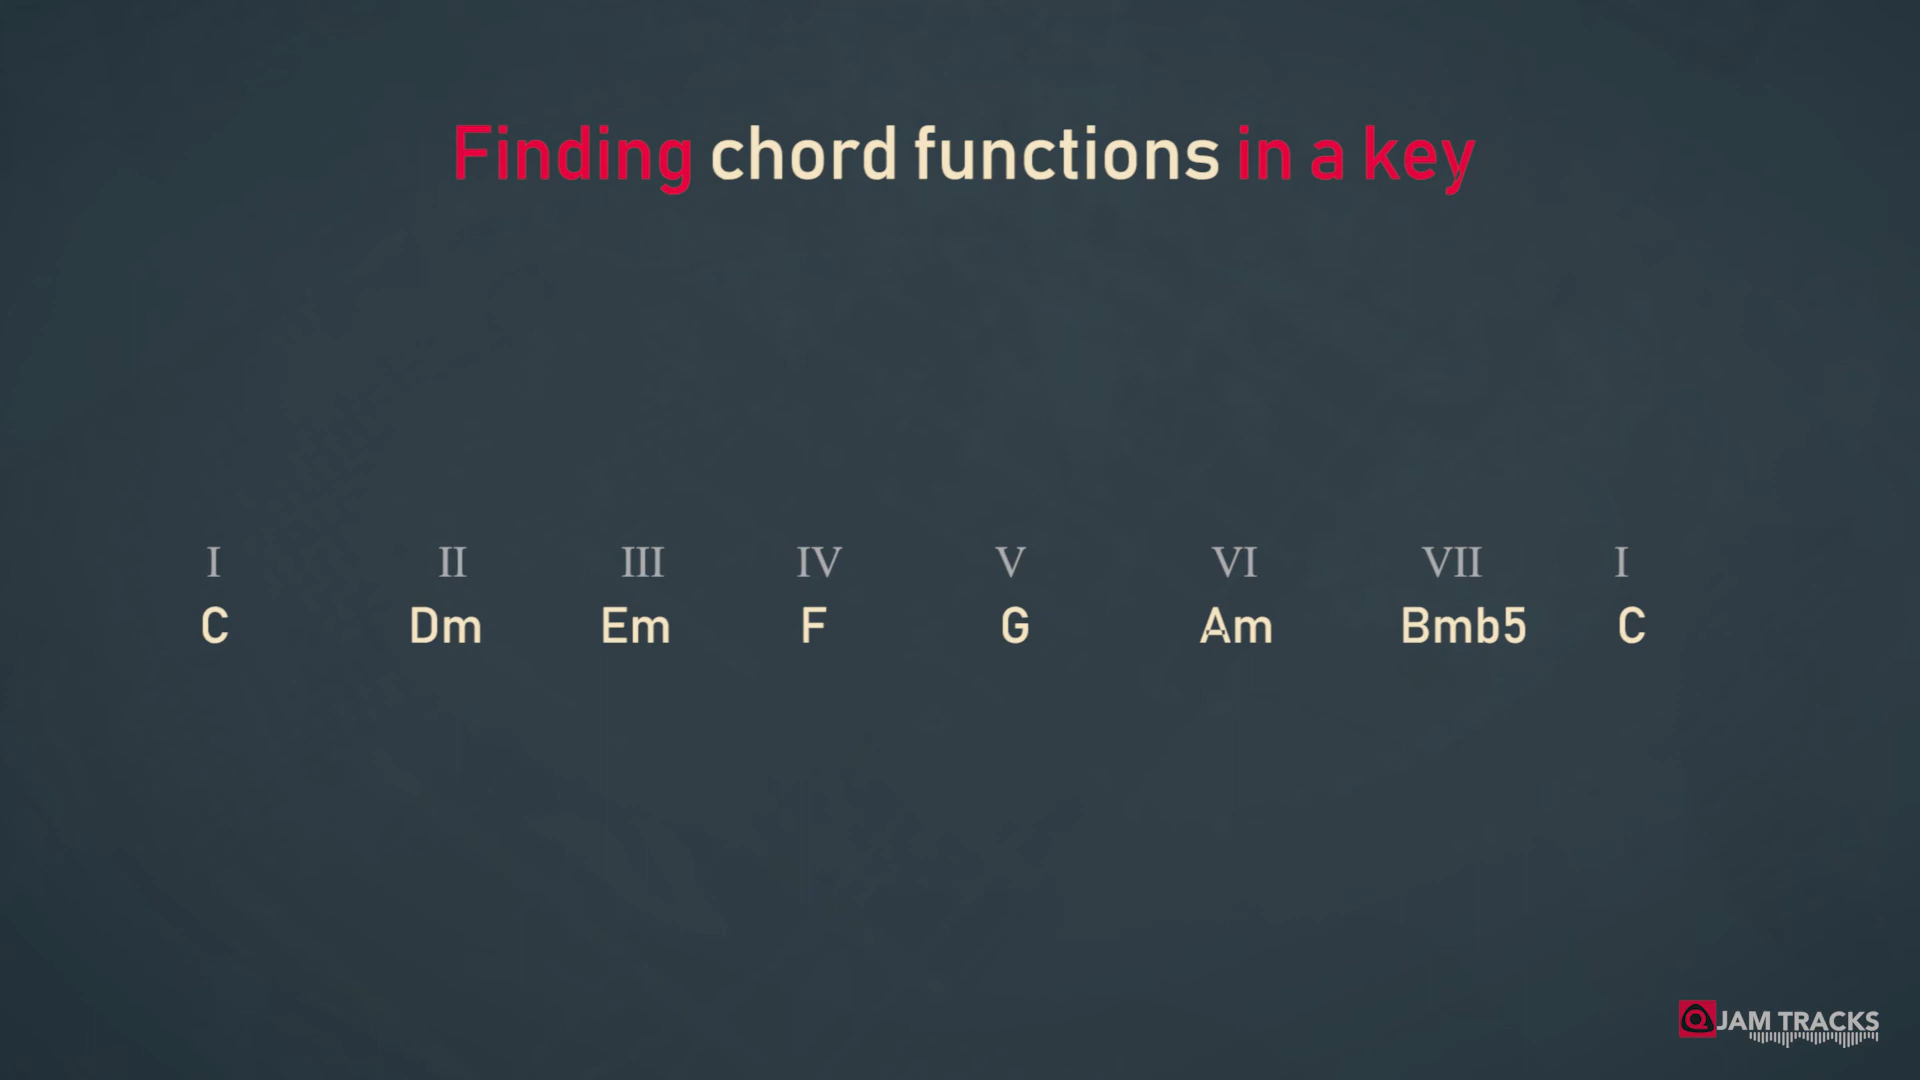 Finding chord functions in a key
I II III IV V VI VII I
C Dm Em F G Am Bmb5 C
JAM TRACKS